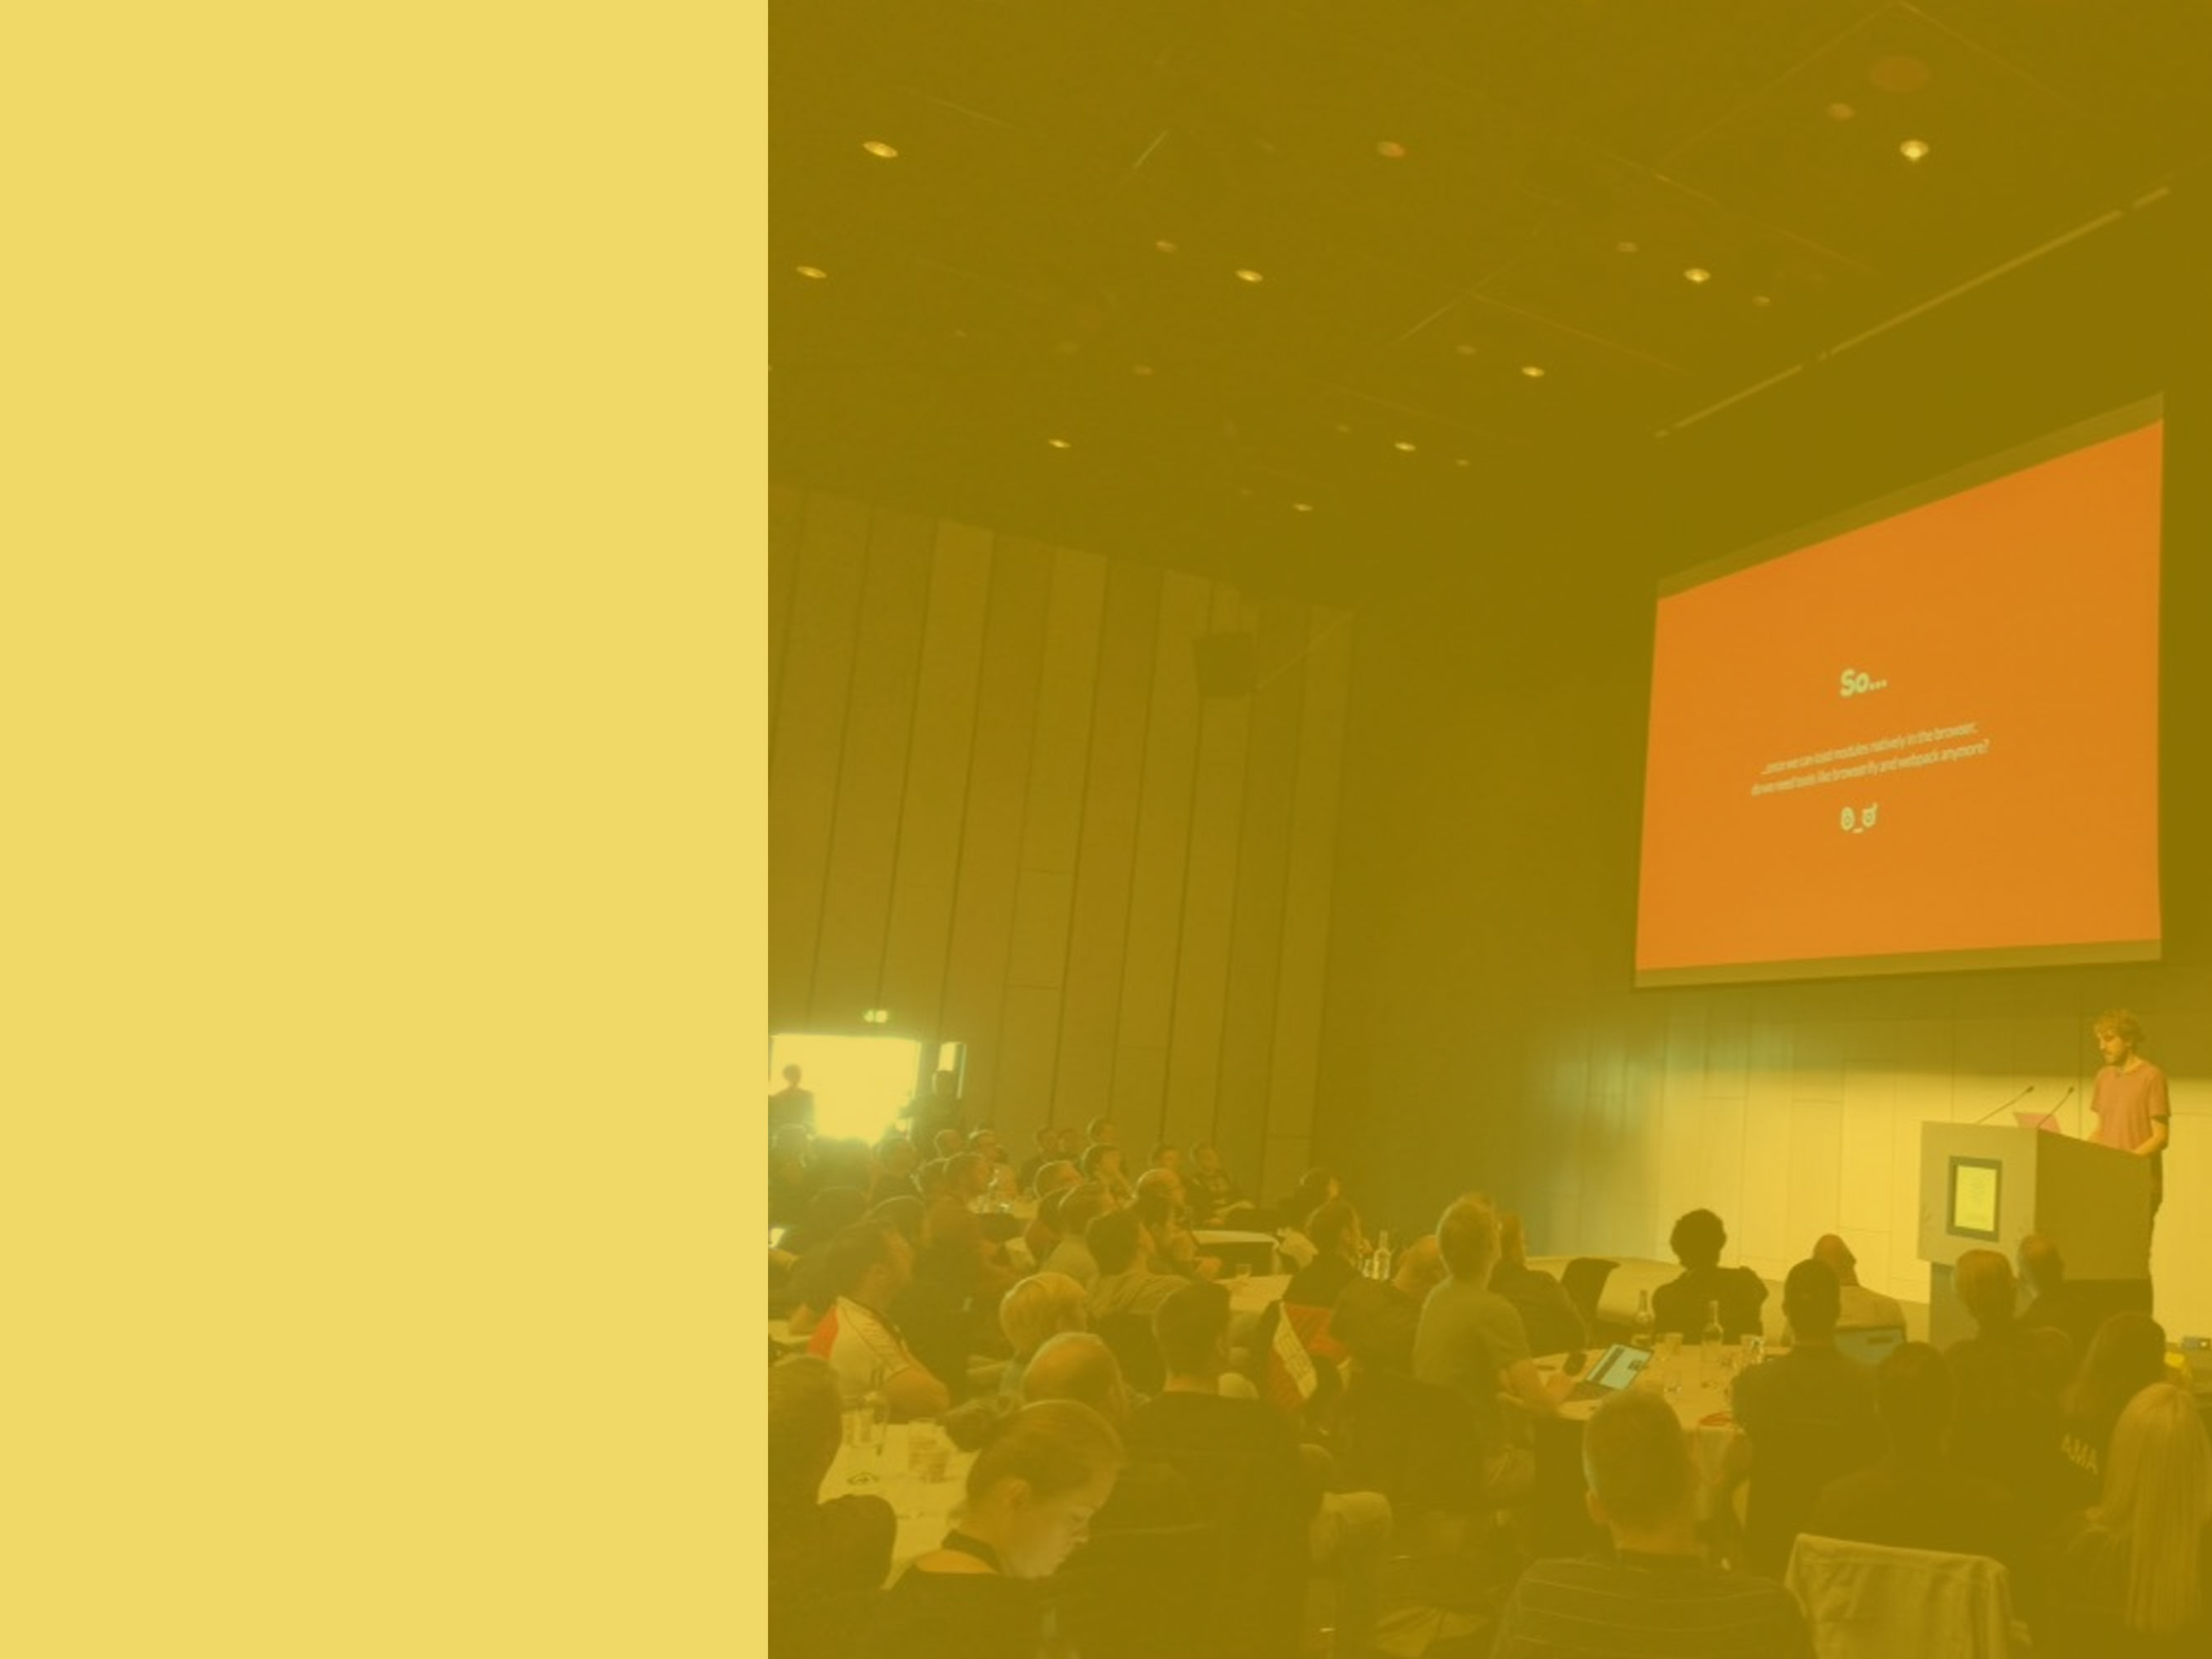 So...
...once we can load modules natively in the browser,
do we need tools like browserify and webpack anymore?
ಠ_ಠ
AMA